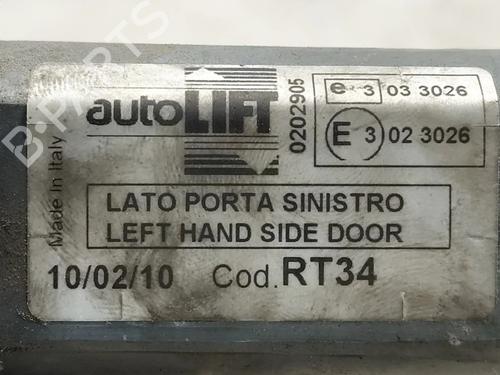 B-PARTS
autoLIFT
0202905
e 3 03 3026
E 3 02 3026
Made In Italy
LATO PORTA SINISTRO
LEFT HAND SIDE DOOR
10/02/10 Cod. RT34